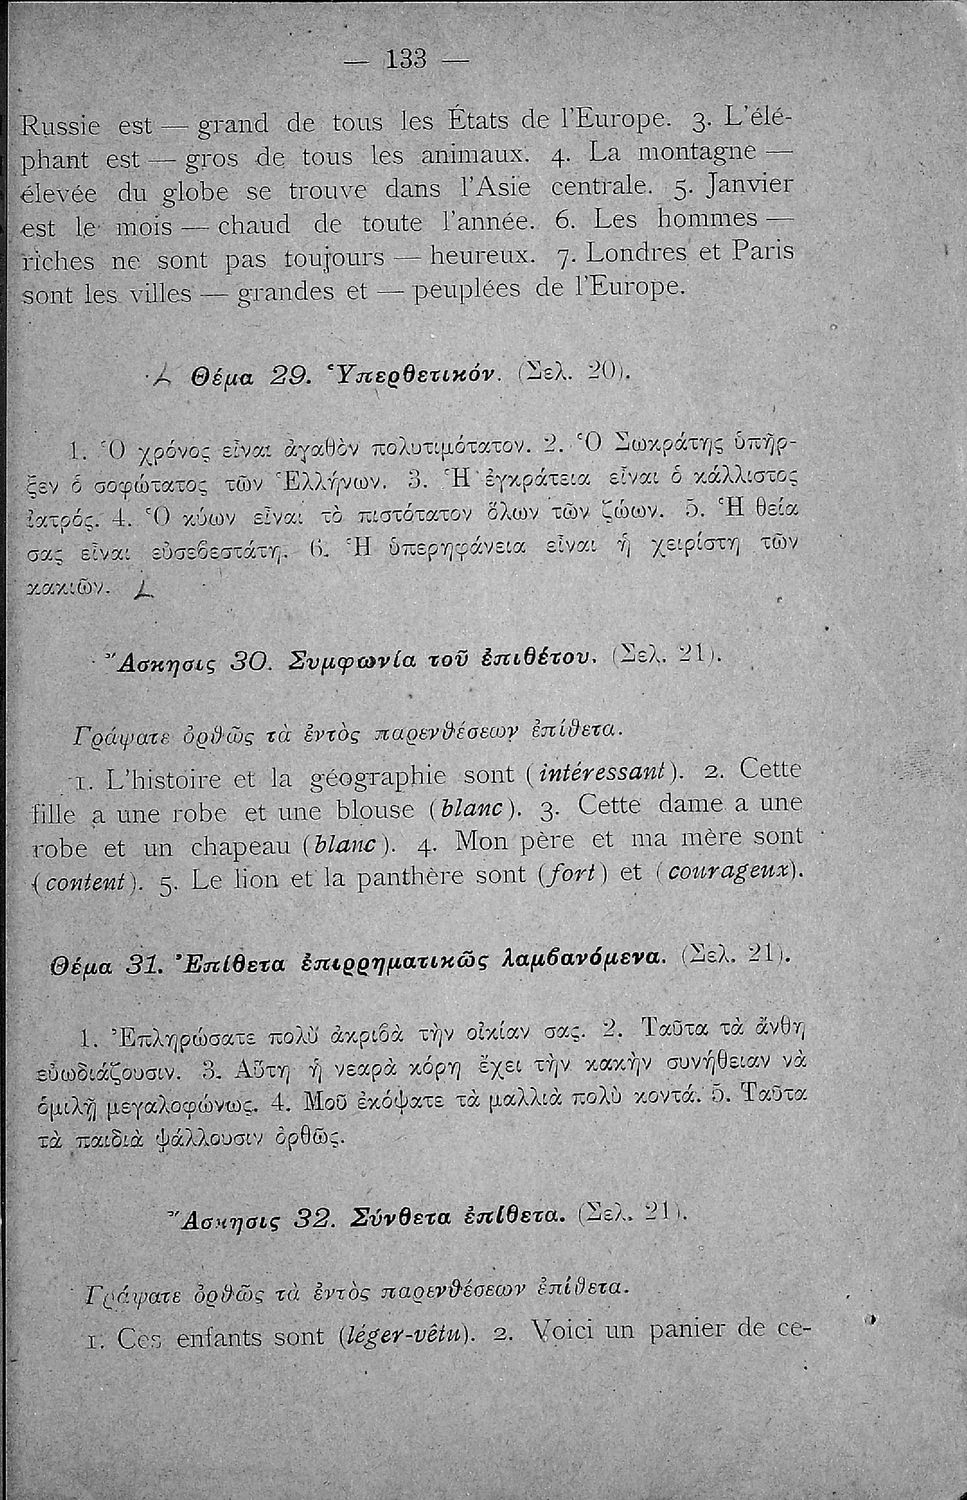 — 133 —
Russie est — grand de tous les États de l'Europe. 3. L'élé-
phant est — gros de tous les animaux. 4. La montagne —
élevée du globe se trouve dans l'Asie centrale. 5. Janvier
est le mois — chaud de toute l'année. 6. Les hommes —
riches ne sont pas toujours — heureux. 7. Londres et Paris
sont les villes — grandes et — peuplées de l'Europe.
Θέμα 29. Ὑπερθετικόν. (Σελ. 20).
1. Ὁ χρόνος εἶναι ἀγαθὸν πολυτιμότατον. 2. Ὁ Σωκράτης ὑπῆρ-
ξεν ὁ σοφώτατος τῶν Ἑλλήνων. 3. Ἡ ἐγκράτεια εἶναι ὁ κάλλιστος
ἰατρός. 4. Ὁ κύων εἶναι τὸ πιστότατον ὅλων τῶν ζώων. 5. Ἡ θεία
σας εἶναι εὐσεβεστάτη. 6. Ἡ ὑπερηφάνεια εἶναι ἡ χειρίστη τῶν
κακιῶν.
Ἄσκησις 30. Συμφωνία τοῦ ἐπιθέτου. (Σελ. 21).
Γράψατε ὀρθῶς τὰ ἐντὸς παρενθέσεων ἐπίθετα.
1. L'histoire et la géographie sont (intéressant). 2. Cette
fille a une robe et une blouse (blanc). 3. Cette dame a une
robe et un chapeau (blanc). 4. Mon père et ma mère sont
(content). 5. Le lion et la panthère sont (fort) et (courageux).
Θέμα 31. Ἐπίθετα ἐπιρρηματικῶς λαμβανόμενα. (Σελ. 21).
1. Ἐπληρώσατε πολὺ ἀκριβὰ τὴν οἰκίαν σας. 2. Ταῦτα τὰ ἄνθη
εὐωδιάζουσιν. 3. Αὕτη ἡ νεαρὰ κόρη ἔχει τὴν κακὴν συνήθειαν νὰ
ὁμιλῇ μεγαλοφώνως. 4. Μοῦ ἐκόψατε τὰ μαλλιὰ πολὺ κοντά. 5. Ταῦτα
τὰ παιδιὰ ψάλλουσιν ὀρθῶς.
Ἄσκησις 32. Σύνθετα ἐπίθετα. (Σελ. 21).
Γράψατε ὀρθῶς τὰ ἐντὸς παρενθέσεων ἐπίθετα.
1. Ces enfants sont (léger-vêtu). 2. Voici un panier de ce-